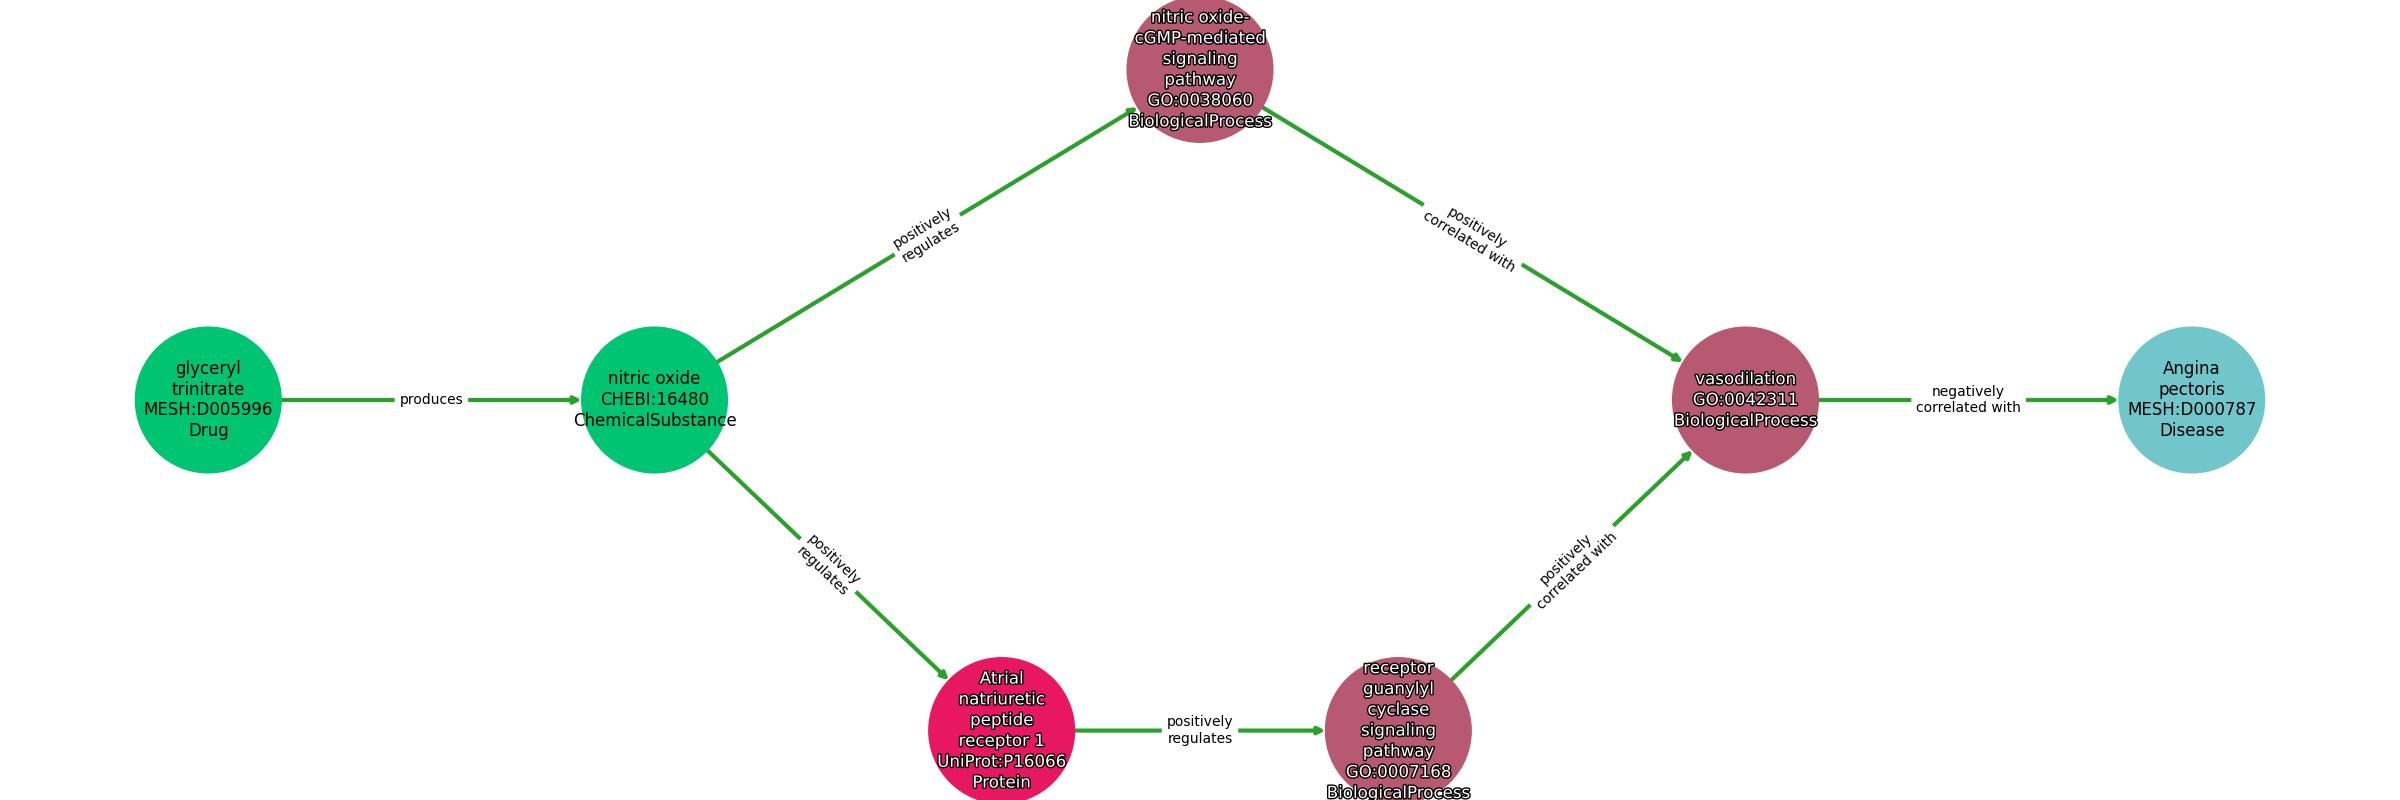 nitric oxide-
cGMP-mediated
signaling
pathway
GO:0038060
BiologicalProcess
positively
regulates
positively
correlated with
glyceryl
trinitrate
MESH:D005996
Drug
produces
nitric oxide
CHEBI:16480
ChemicalSubstance
vasodilation
GO:0042311
BiologicalProcess
negatively
correlated with
Angina
pectoris
MESH:D000787
Disease
positively
regulates
positively
correlated with
Atrial
natriuretic
peptide
receptor 1
UniProt:P16066
Protein
positively
regulates
receptor
guanylyl
cyclase
signaling
pathway
GO:0007168
BiologicalProcess